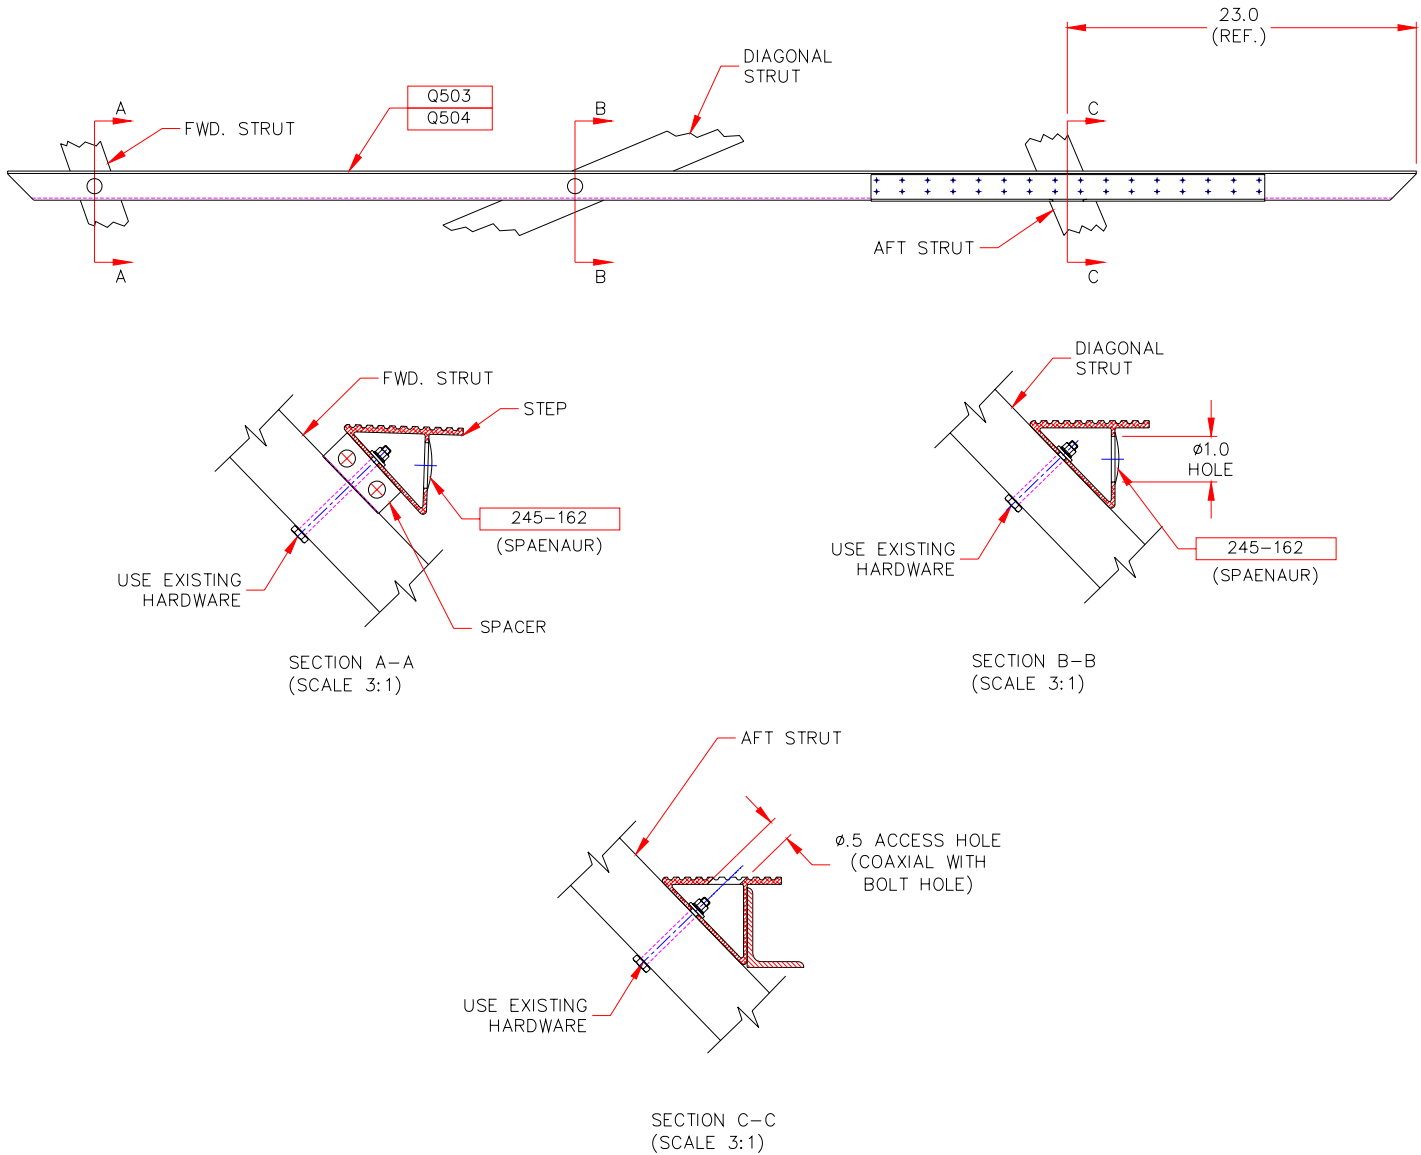 23.0
(REF.)
DIAGONAL
STRUT
Q503
Q504
A
B
C
FWD. STRUT
AFT STRUT
A
B
C
DIAGONAL
STRUT
FWD. STRUT
STEP
Ø1.0
HOLE
245-162
(SPAENAUR)
USE EXISTING
HARDWARE
245-162
(SPAENAUR)
USE EXISTING
HARDWARE
SPACER
SECTION A-A
(SCALE 3:1)
SECTION B-B
(SCALE 3:1)
AFT STRUT
Ø.5 ACCESS HOLE
(COAXIAL WITH
BOLT HOLE)
USE EXISTING
HARDWARE
SECTION C-C
(SCALE 3:1)